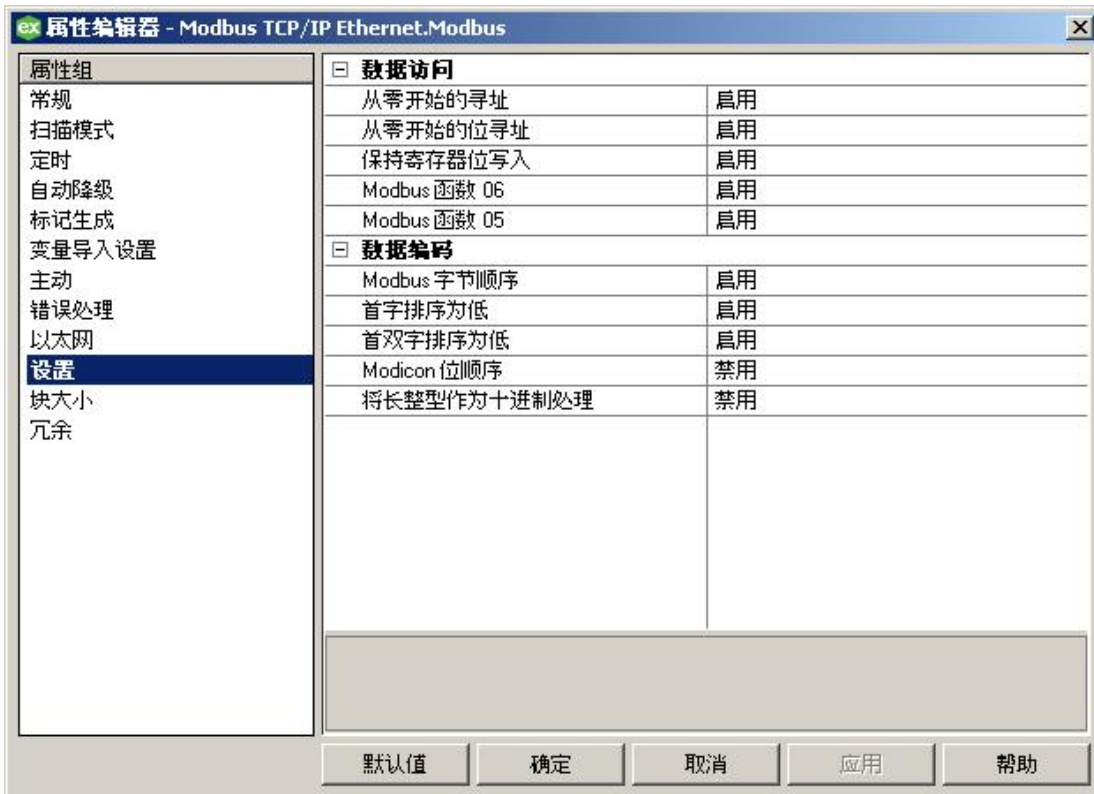 ex 属性编辑器 - Modbus TCP/IP Ethernet.Modbus
属性组
常规
扫描模式
定时
自动降级
标记生成
变量导入设置
主动
错误处理
以太网
设置
块大小
冗余
数据访问
从零开始的寻址 启用
从零开始的位寻址 启用
保持寄存器位写入 启用
Modbus 函数 06 启用
Modbus 函数 05 启用
数据编码
Modbus 字节顺序 启用
首字排序为低 启用
首双字排序为低 启用
Modicon 位顺序 禁用
将长整型作为十进制处理 禁用
默认值 确定 取消 应用 帮助